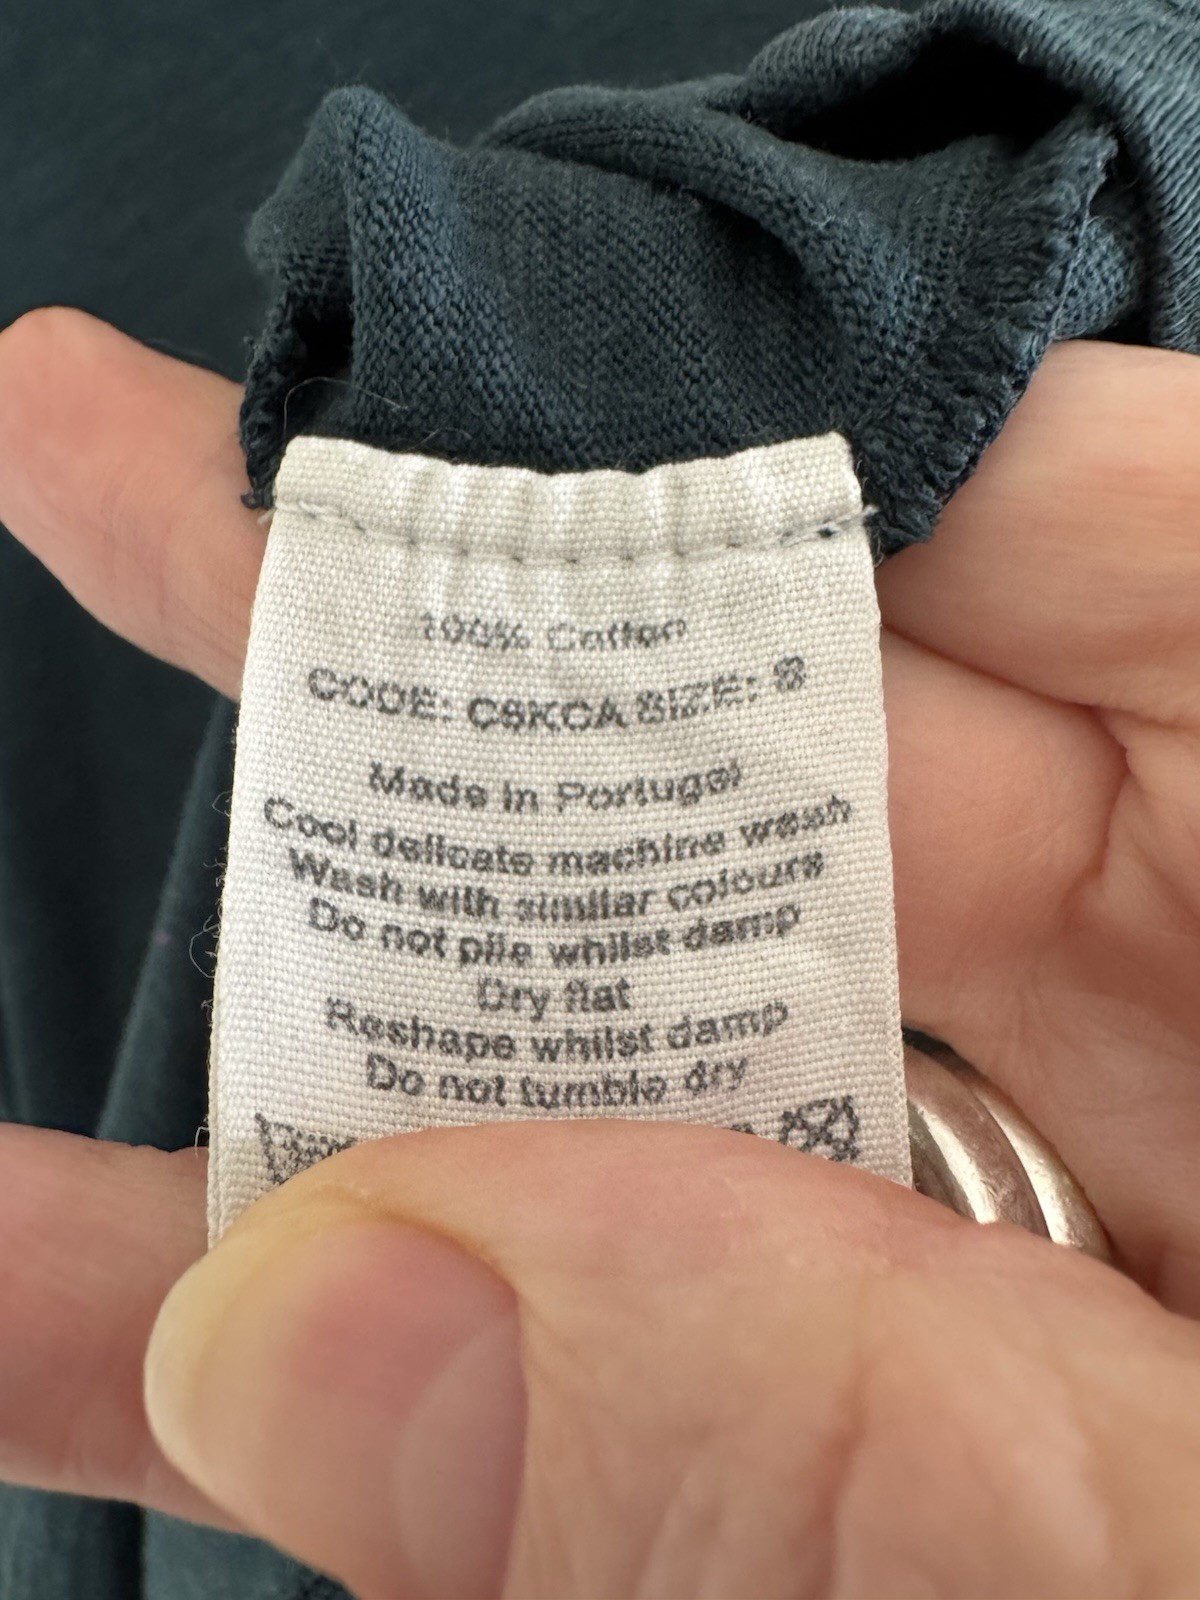 100% Cotton
CODE: CSKCA SIZE:
Made in Portugal
Cool delicate machine wash
Wash with similar colours
Do not pile whilst damp
Dry flat
Reshape whilst damp
Do not tumble dry